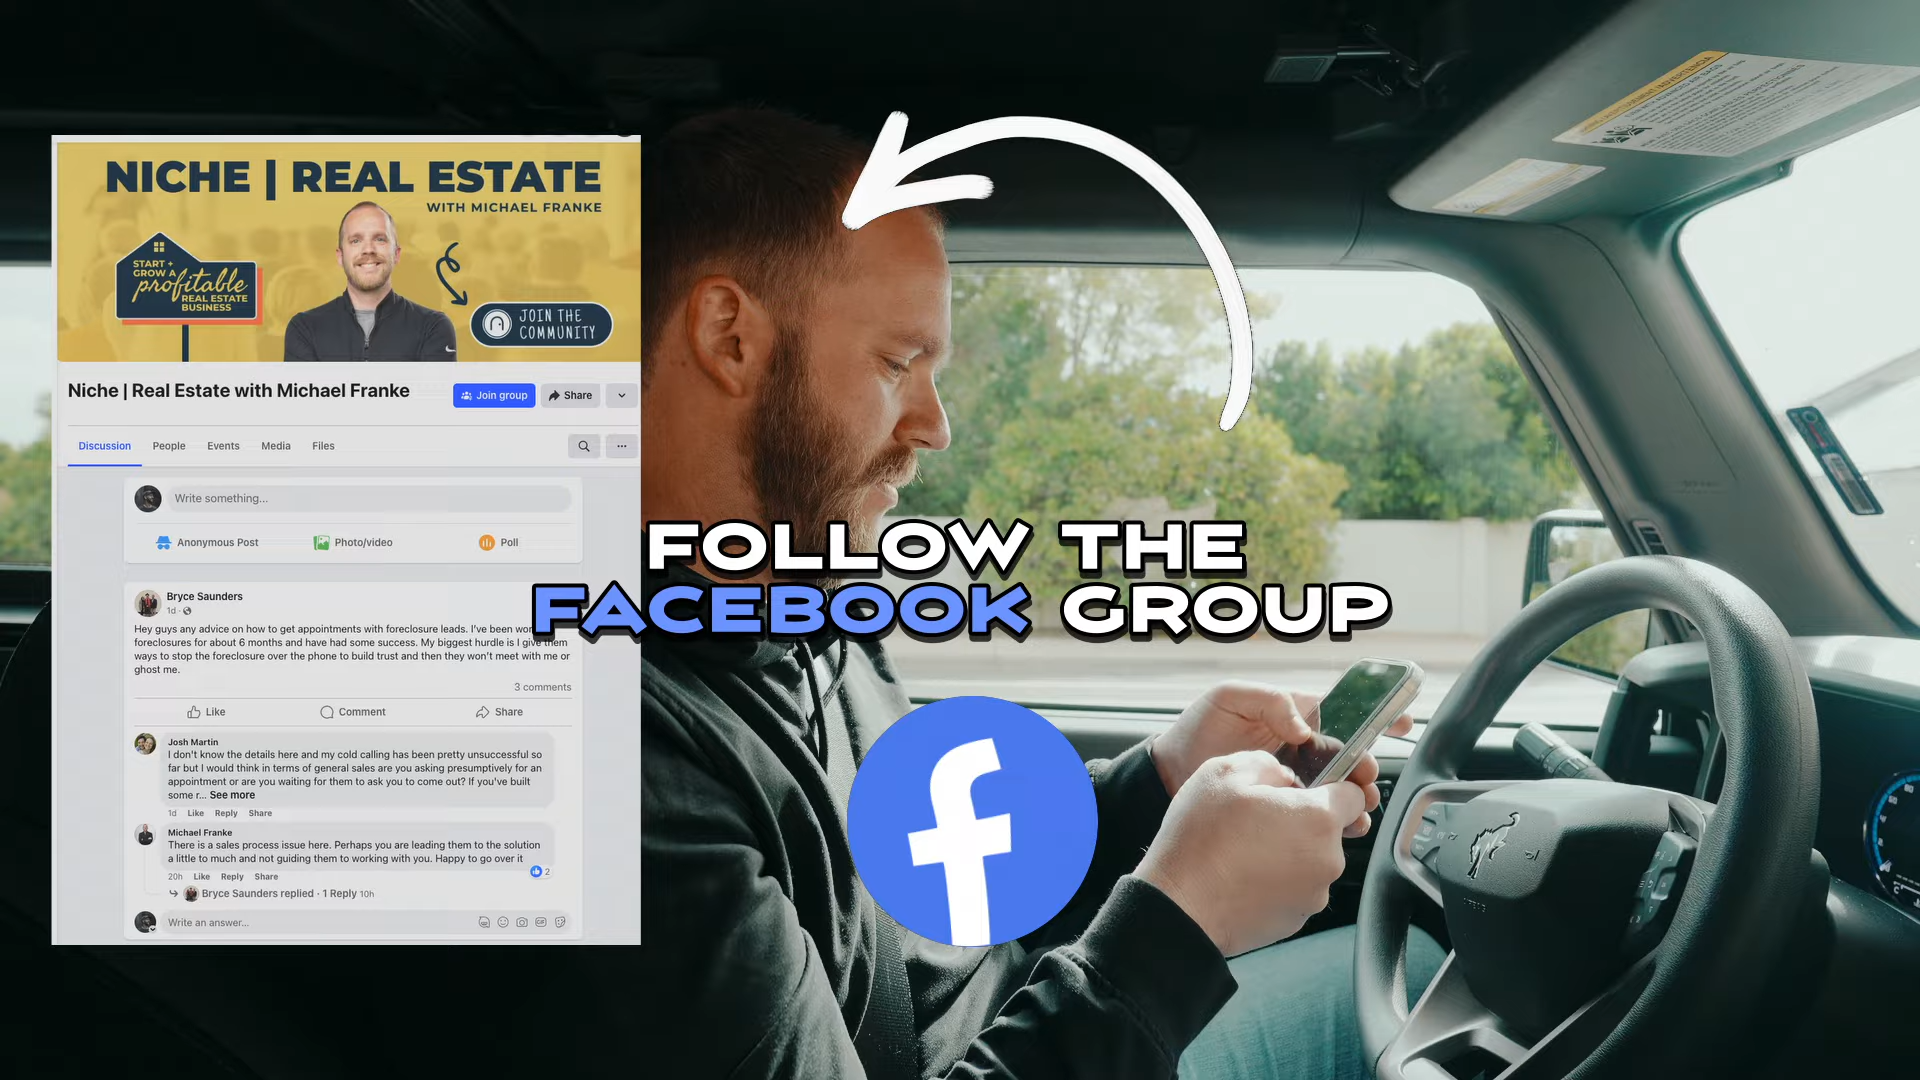 NICHE | REAL ESTATE
WITH MICHAEL FRANKE
START +
GROW A
profitable
REAL ESTATE
BUSINESS
JOIN THE
COMMUNITY
Niche | Real Estate with Michael Franke
Join group
Share
Discussion People Events Media Files
Write something...
Anonymous Post Photo/video Poll
Bryce Saunders
1d
Hey guys any advice on how to get appointments with foreclosure leads. I've been
foreclosures for about 6 months and have had some success. My biggest hurdle is I give them
ways to stop the foreclosure over the phone to build trust and then they won't meet with me or
ghost me.
3 comments
Like Comment Share
Josh Martin
I don't know the details here and my cold calling has been pretty unsuccessful so
far but I would think in terms of general sales are you asking presumptively for an
appointment or are you waiting for them to ask you to come out? If you've built
some r... See more
1d Like Reply Share
Michael Franke
There is a sales process issue here. Perhaps you are leading them to the solution
a little to much and not guiding them to working with you. Happy to go over it
20h Like Reply Share
2
Bryce Saunders replied · 1 Reply 10h
Write an answer...
FOLLOW THE
FACEBOOK GROUP
f